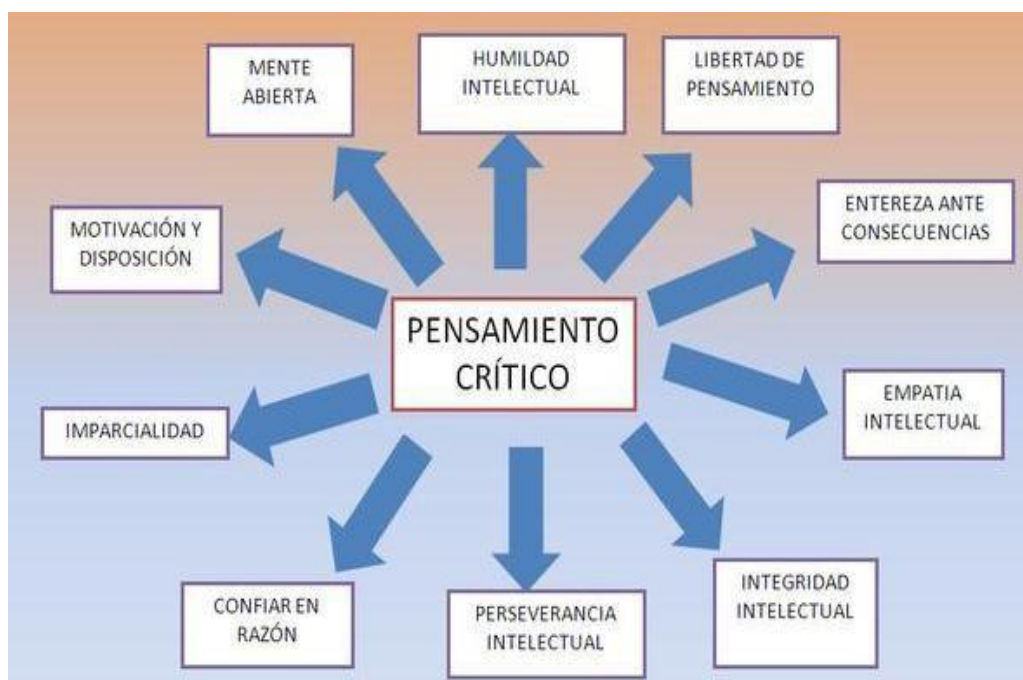 MENTE
ABIERTA
HUMILDAD
INTELECTUAL
LIBERTAD DE
PENSAMIENTO
MOTIVACIÓN Y
DISPOSICIÓN
ENTEREZA ANTE
CONSECUENCIAS
PENSAMIENTO
CRÍTICO
IMPARCIALIDAD
EMPATIA
INTELECTUAL
CONFIAR EN
RAZÓN
PERSEVERANCIA
INTELECTUAL
INTEGRIDAD
INTELECTUAL